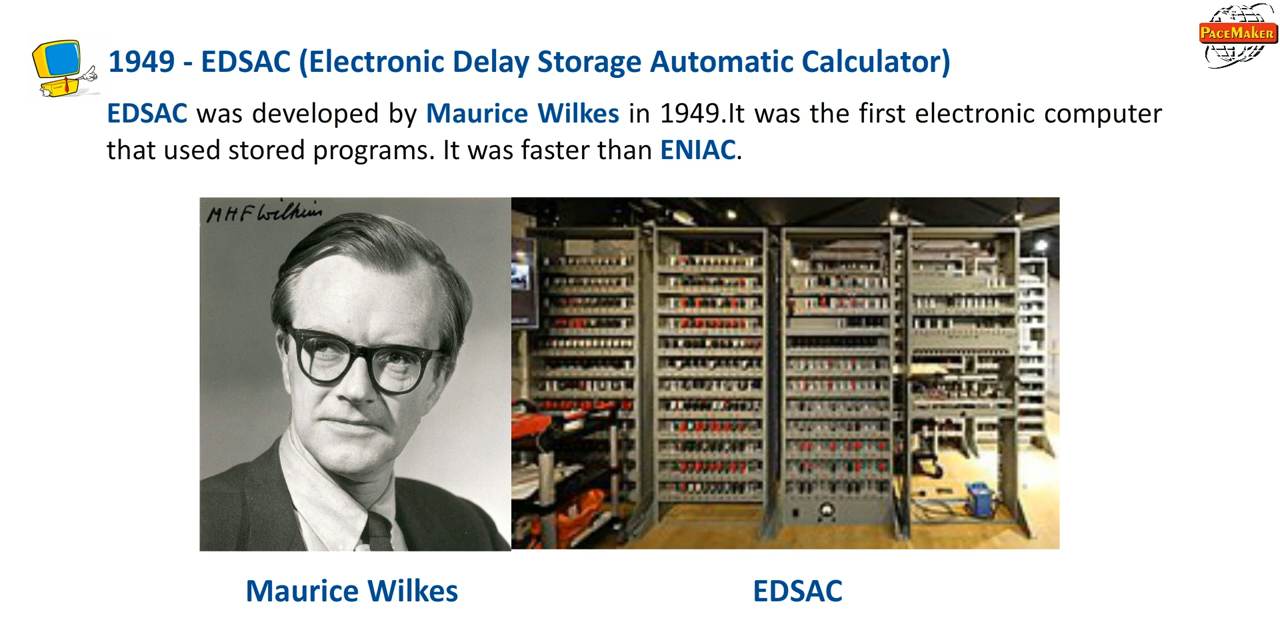 PACEMAKER
1949 - EDSAC (Electronic Delay Storage Automatic Calculator)
EDSAC was developed by Maurice Wilkes in 1949.It was the first electronic computer
that used stored programs. It was faster than ENIAC.
MHFWilkins
Maurice Wilkes
EDSAC